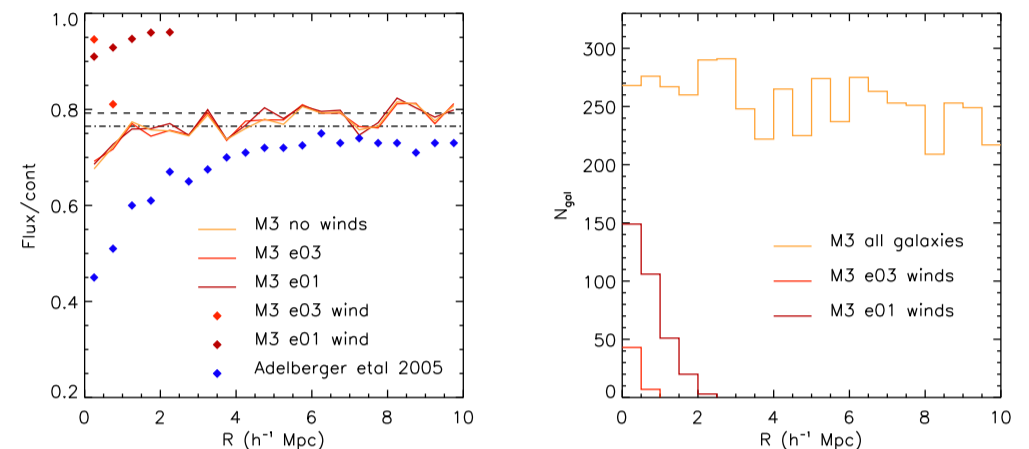 1.0
0.8
0.6
0.4
0.2
0
2
4
6
8
10
Flux/cont
R (h⁻¹ Mpc)
M3 no winds
M3 e03
M3 e01
M3 e03 wind
M3 e01 wind
Adelberger etal 2005
300
250
200
150
100
50
0
0
2
4
6
8
10
N_gal
R (h⁻¹ Mpc)
M3 all galaxies
M3 e03 winds
M3 e01 winds